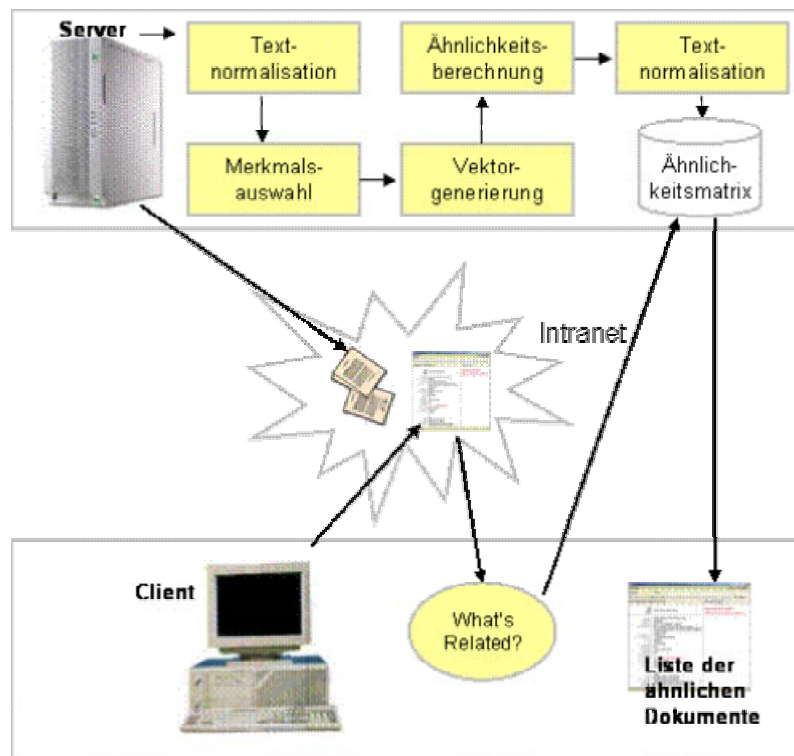 Server
Text-
normalisation
Ähnlichkeits-
berechnung
Text-
normalisation
Merkmals-
auswahl
Vektor-
generierung
Ähnlich-
keitsmatrix
Intranet
Client
What's
Related?
Liste der
ähnlichen
Dokumente